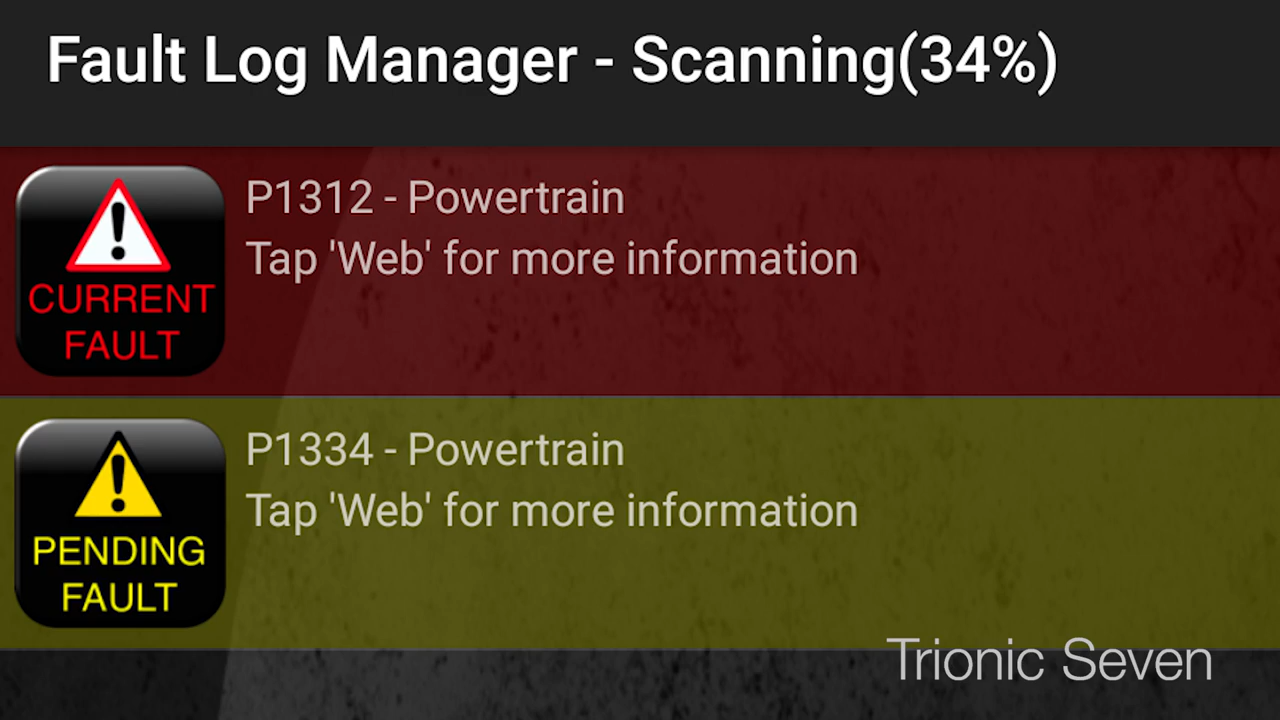 Fault Log Manager - Scanning(34%)
P1312 - Powertrain
Tap 'Web' for more information
CURRENT
FAULT
P1334 - Powertrain
Tap 'Web' for more information
PENDING
FAULT
Trionic Seven